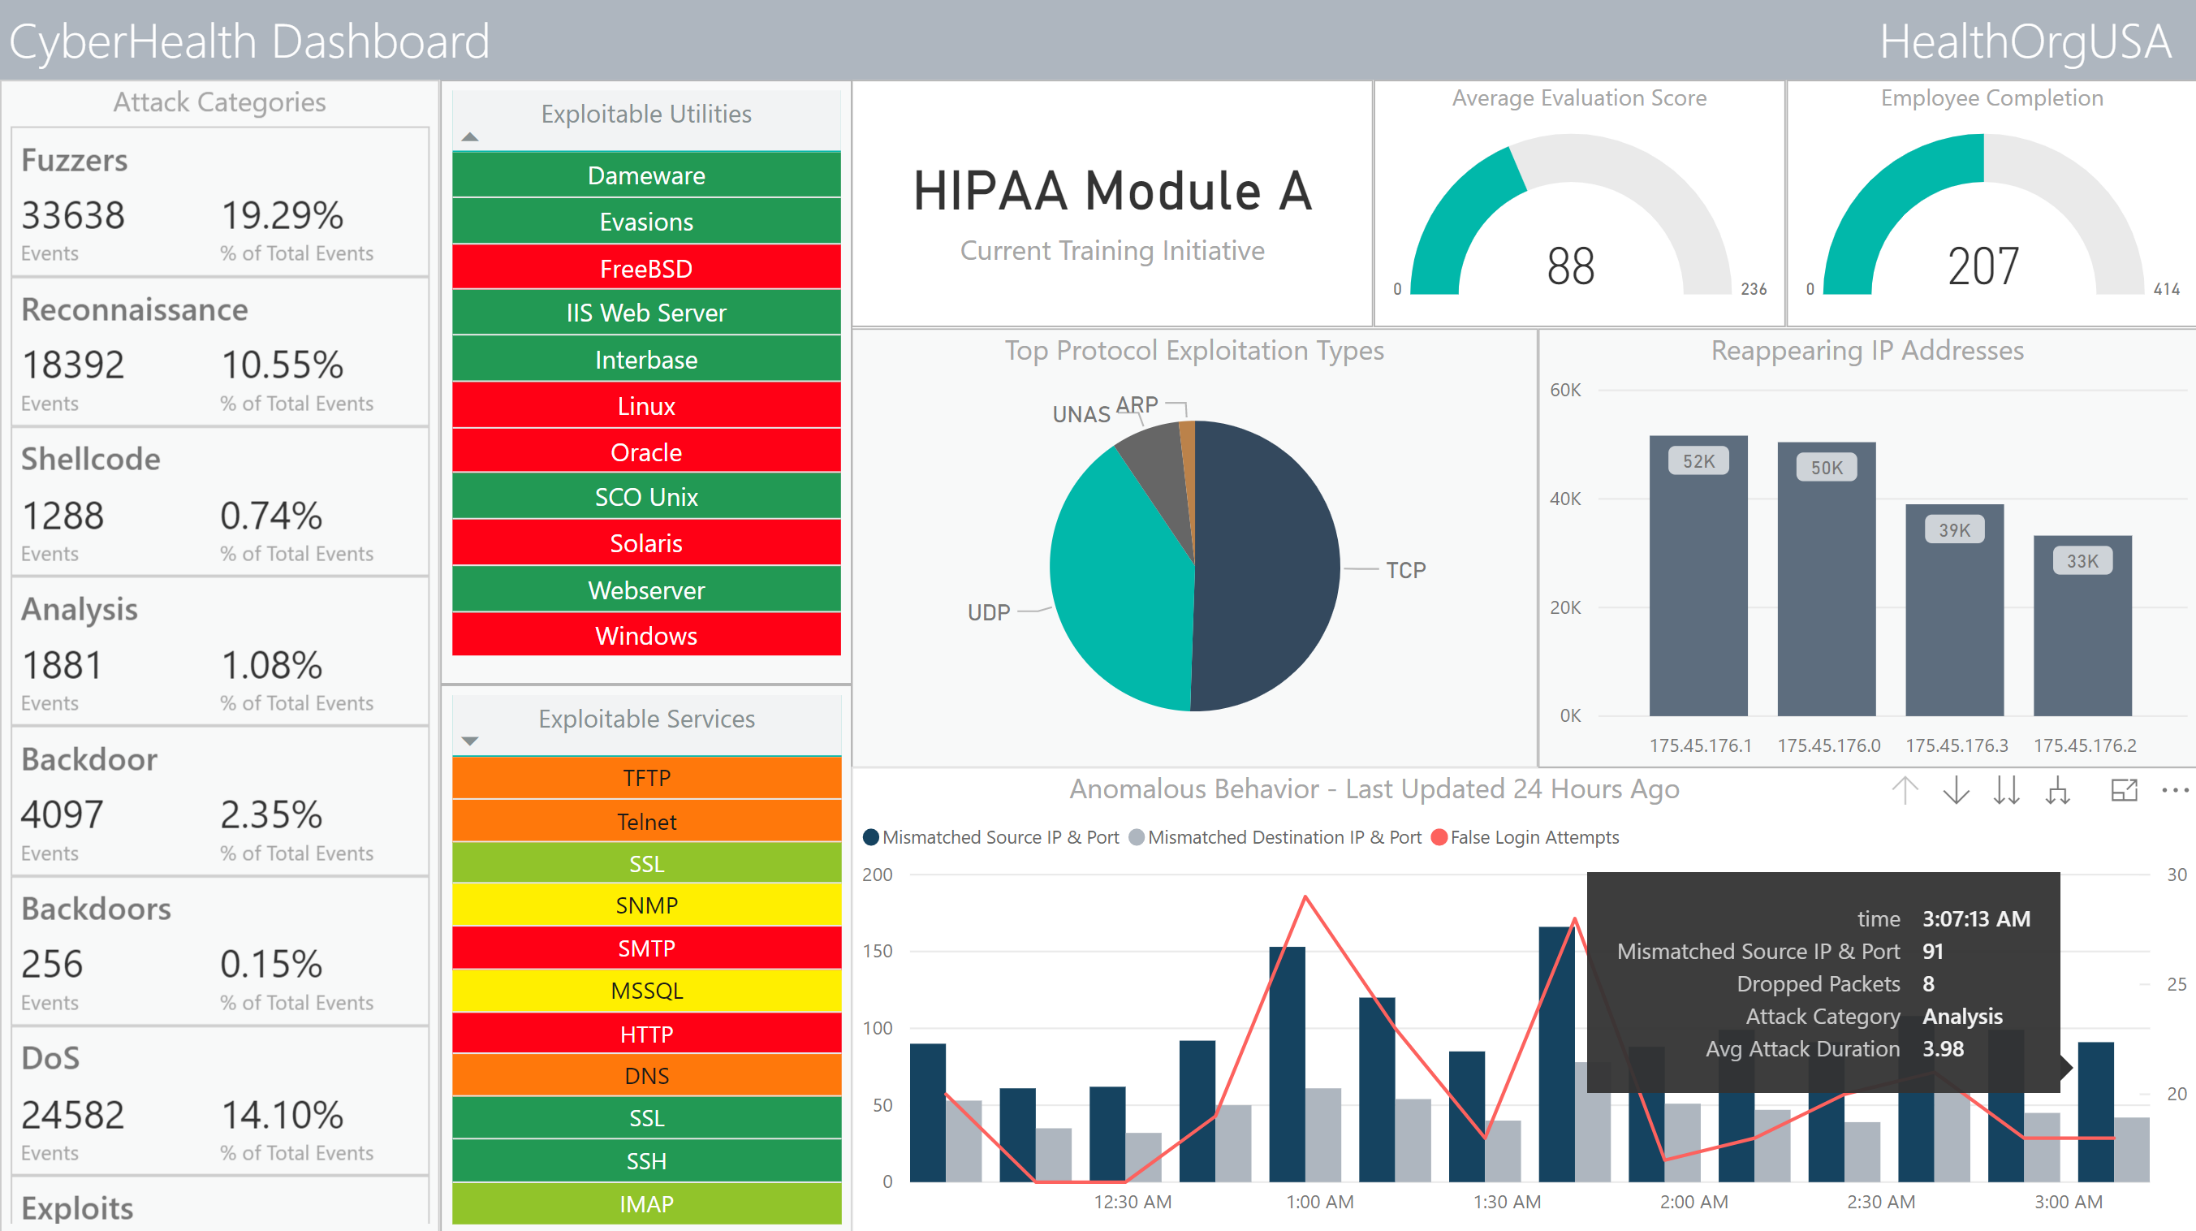 CyberHealth Dashboard
HealthOrgUSA
Attack Categories
Fuzzers
33638 19.29%
Events % of Total Events
Reconnaissance
18392 10.55%
Events % of Total Events
Shellcode
1288 0.74%
Events % of Total Events
Analysis
1881 1.08%
Events % of Total Events
Backdoor
4097 2.35%
Events % of Total Events
Backdoors
256 0.15%
Events % of Total Events
DoS
24582 14.10%
Events % of Total Events
Exploits
Exploitable Utilities
Dameware
Evasions
FreeBSD
IIS Web Server
Interbase
Linux
Oracle
SCO Unix
Solaris
Webserver
Windows
Exploitable Services
TFTP
Telnet
SSL
SNMP
SMTP
MSSQL
HTTP
DNS
SSL
SSH
IMAP
HIPAA Module A
Current Training Initiative
Average Evaluation Score
88
0 236
Employee Completion
207
0 414
Top Protocol Exploitation Types
UNAS ARP
TCP
UDP
Reappearing IP Addresses
60K
40K
20K
0K
52K 50K 39K 33K
175.45.176.1 175.45.176.0 175.45.176.3 175.45.176.2
Anomalous Behavior - Last Updated 24 Hours Ago
Mismatched Source IP & Port Mismatched Destination IP & Port False Login Attempts
200
150
100
50
0
30
25
20
time 3:07:13 AM
Mismatched Source IP & Port 91
Dropped Packets 8
Attack Category Analysis
Avg Attack Duration 3.98
12:30 AM 1:00 AM 1:30 AM 2:00 AM 2:30 AM 3:00 AM